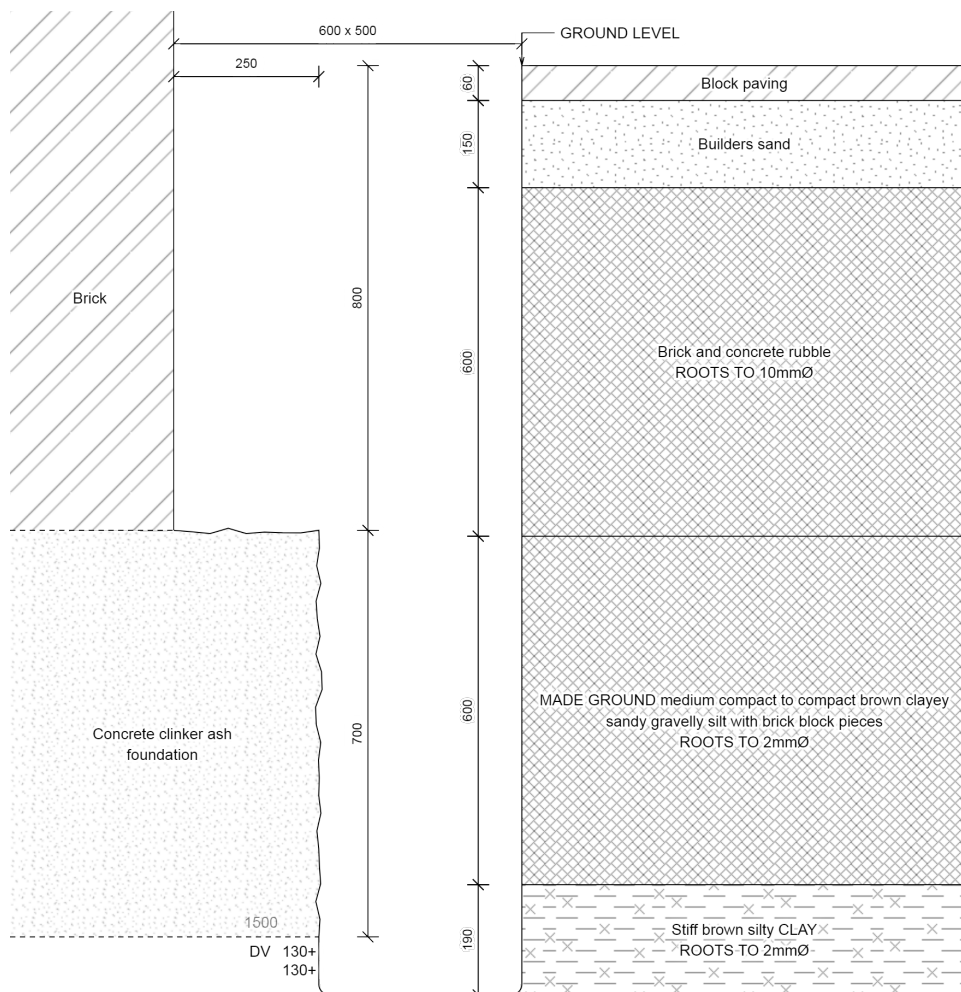 600 x 500
GROUND LEVEL
250
60
Block paving
150
Builders sand
Brick
800
600
Brick and concrete rubble
ROOTS TO 10mmØ
Concrete clinker ash
foundation
700
600
MADE GROUND medium compact to compact brown clayey
sandy gravelly silt with brick block pieces
ROOTS TO 2mmØ
1500
DV 130+
130+
190
Stiff brown silty CLAY
ROOTS TO 2mmØ